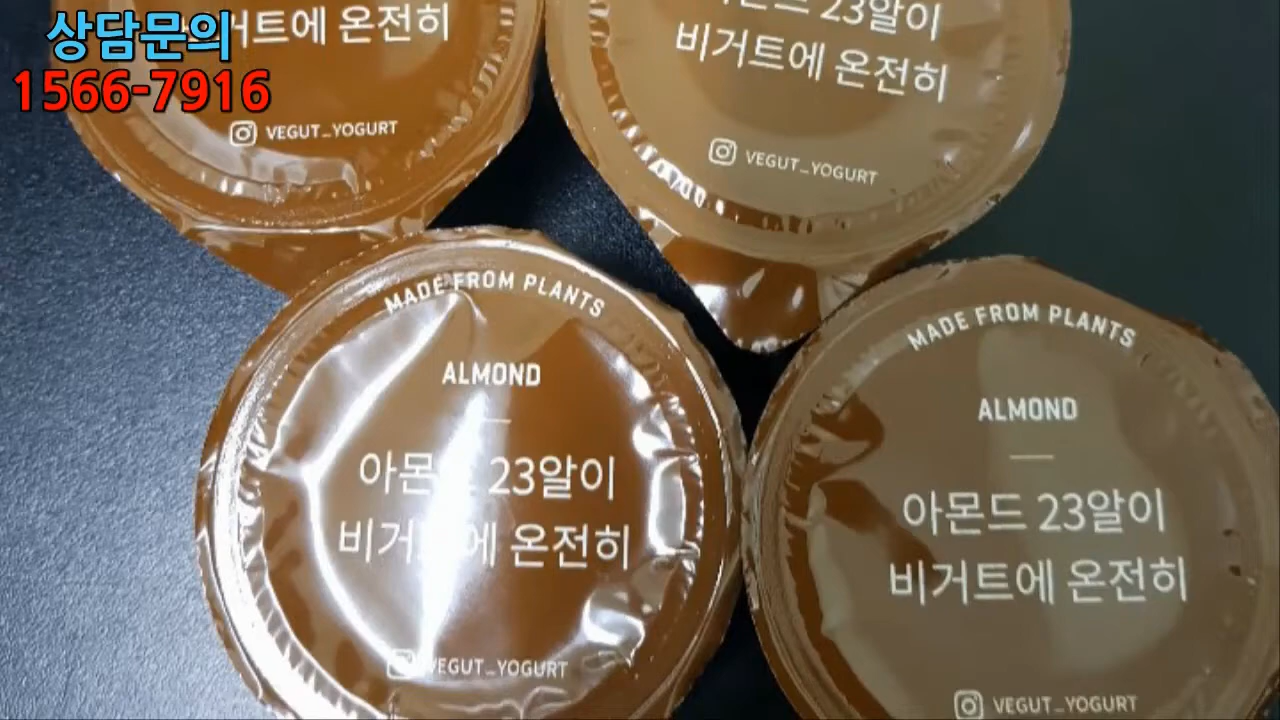 상담문의
1566-7916
거트에 온전히
VEGUT_YOGURT
23알이
비거트에 온전히
VEGUT_YOGURT
MADE FROM PLANTS
ALMOND
아몬드 23알이
비거트에 온전히
VEGUT_YOGURT
MADE FROM PLANTS
ALMOND
아몬드 23알이
비거트에 온전히
VEGUT_YOGURT